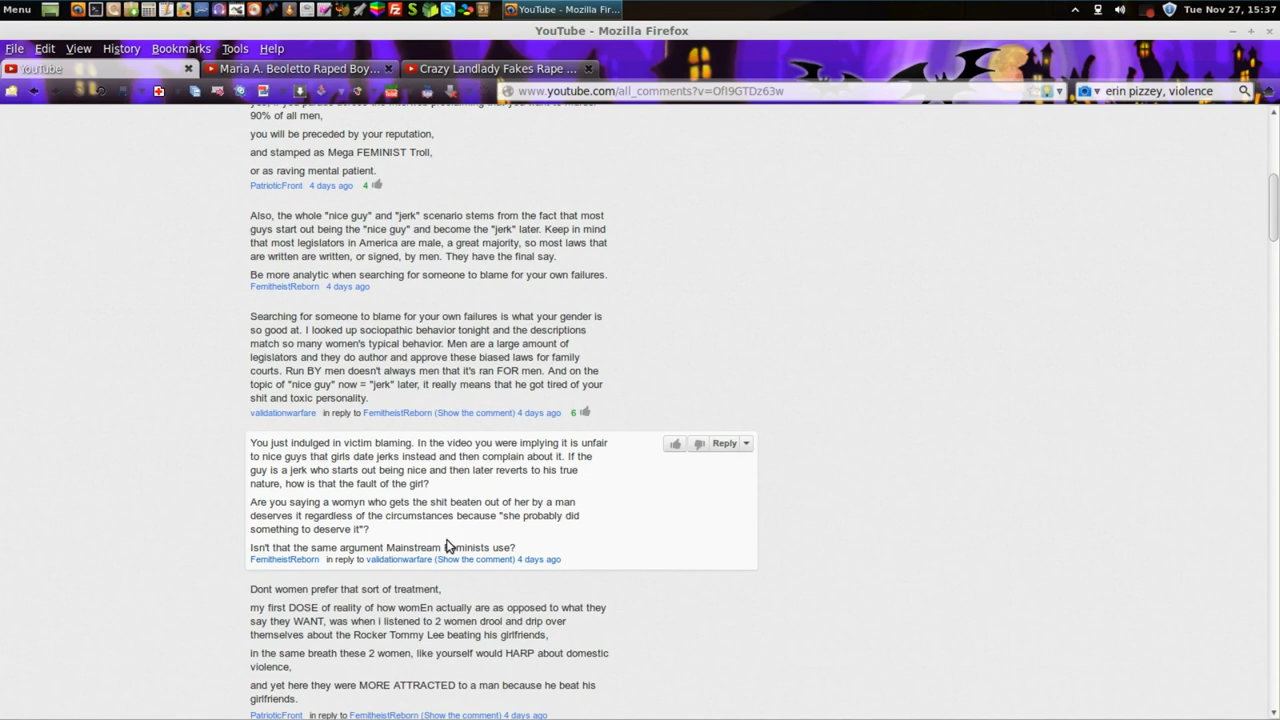 Menu
YouTube - Mozilla Fir...
Tue Nov 27, 15:37
YouTube - Mozilla Firefox
File Edit View History Bookmarks Tools Help
YouTube
Maria A. Beoletto Raped Boy...
Crazy Landlady Fakes Rape ...
www.youtube.com/all_comments?v=OfI9GTDz63w
erin pizzey, violence
90% of all men,
you will be preceded by your reputation,
and stamped as Mega FEMINIST Troll,
or as raving mental patient.
PatrioticFront 4 days ago 4
Also, the whole "nice guy" and "jerk" scenario stems from the fact that most
guys start out being the "nice guy" and become the "jerk" later. Keep in mind
that most legislators in America are male, a great majority, so most laws that
are written are written, or signed, by men. They have the final say.
Be more analytic when searching for someone to blame for your own failures.
FemitheistReborn 4 days ago
Searching for someone to blame for your own failures is what your gender is
so good at. I looked up sociopathic behavior tonight and the descriptions
match so many women's typical behavior. Men are a large amount of
legislators and they do author and approve these biased laws for family
courts. Run BY men doesn't always men that it's ran FOR men. And on the
topic of "nice guy" now = "jerk" later, it really means that he got tired of your
shit and toxic personality.
validationwarfare in reply to FemitheistReborn (Show the comment) 4 days ago 6
You just indulged in victim blaming. In the video you were implying it is unfair
to nice guys that girls date jerks instead and then complain about it. If the
guy is a jerk who starts out being nice and then later reverts to his true
nature, how is that the fault of the girl?
Reply
Are you saying a womyn who gets the shit beaten out of her by a man
deserves it regardless of the circumstances because "she probably did
something to deserve it"?
Isn't that the same argument Mainstream Feminists use?
FemitheistReborn in reply to validationwarfare (Show the comment) 4 days ago
Dont women prefer that sort of treatment,
my first DOSE of reality of how womEn actually are as opposed to what they
say they WANT, was when i listened to 2 women drool and drip over
themselves about the Rocker Tommy Lee beating his girlfriends,
in the same breath these 2 women, like yourself would HARP about domestic
violence,
and yet here they were MORE ATTRACTED to a man because he beat his
girlfriends.
PatrioticFront in reply to FemitheistReborn (Show the comment) 4 days ago